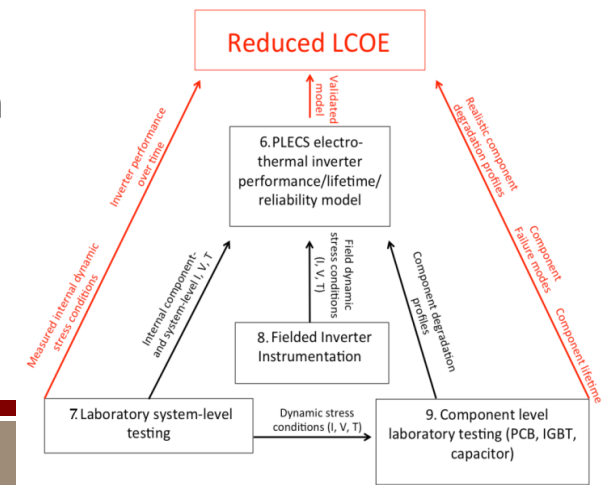 Reduced LCOE
Validated
model
Inverter performance
over time
Realistic component
degradation profiles
6. PLECS electro-
thermal inverter
performance/lifetime/
reliability model
Measured internal dynamic
stress conditions
Internal component-
and system-level I, V, T
Field dynamic
stress conditions
(I, V, T)
Component degradation
profiles
Component
Failure modes
Component lifetime
8. Fielded Inverter
Instrumentation
7. Laboratory system-level
testing
Dynamic stress
conditions (I, V, T)
9. Component level
laboratory testing (PCB, IGBT,
capacitor)